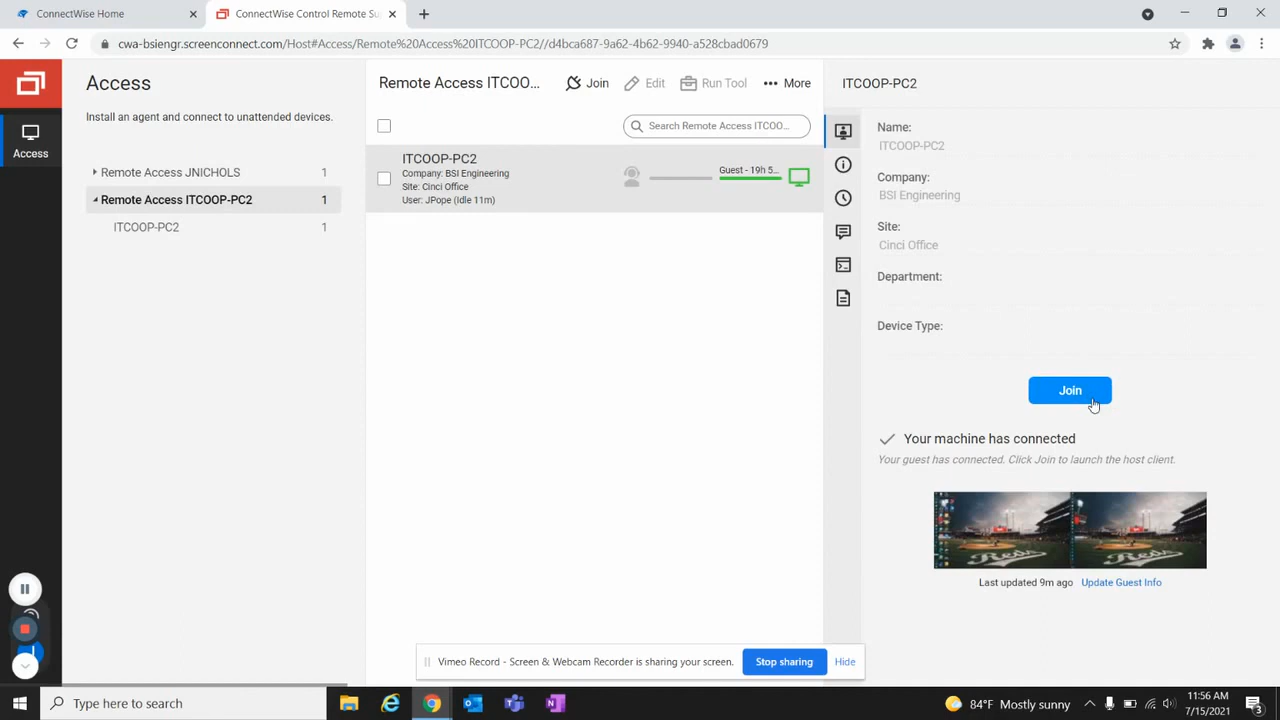 ConnectWise Home
ConnectWise Control Remote Su
cwa-bsiengr.screenconnect.com/Host#Access/Remote%20Access%20ITCOOP-PC2//d4bca687-9a62-4b62-9940-a528cbad0679
Access
Access
Install an agent and connect to unattended devices.
Remote Access JNICHOLS 1
Remote Access ITCOOP-PC2 1
ITCOOP-PC2 1
Remote Access ITCOO... Join Edit Run Tool More
Search Remote Access ITCOO...
ITCOOP-PC2
Company: BSI Engineering
Site: Cinci Office
User: JPope (Idle 11m)
Guest - 19h 5...
ITCOOP-PC2
Name:
ITCOOP-PC2
Company:
BSI Engineering
Site:
Cinci Office
Department:
Device Type:
Join
Your machine has connected
Your guest has connected. Click Join to launch the host client.
Reds Reds
Last updated 9m ago Update Guest Info
Vimeo Record - Screen & Webcam Recorder is sharing your screen. Stop sharing Hide
Type here to search
84°F Mostly sunny
11:56 AM
7/15/2021
3